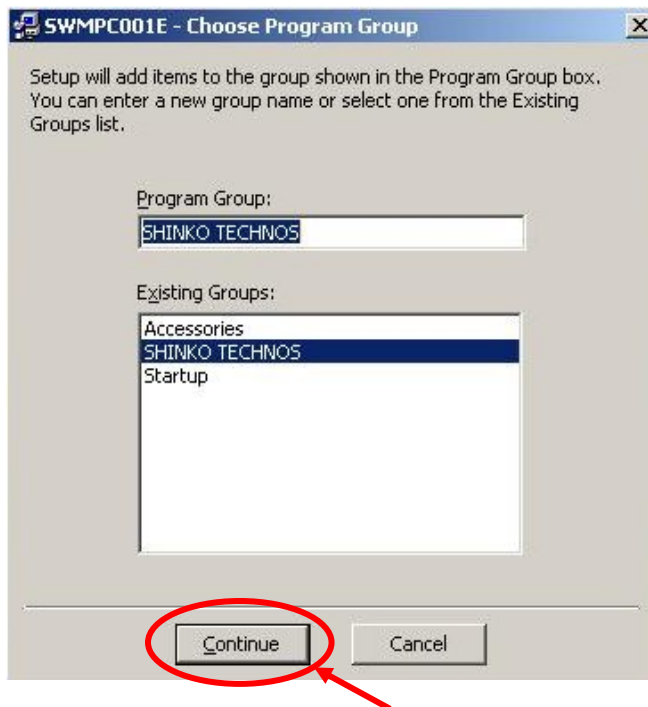 SWMPC001E - Choose Program Group
Setup will add items to the group shown in the Program Group box.
You can enter a new group name or select one from the Existing
Groups list.
Program Group:
SHINKO TECHNOS
Existing Groups:
Accessories
SHINKO TECHNOS
Startup
Continue Cancel